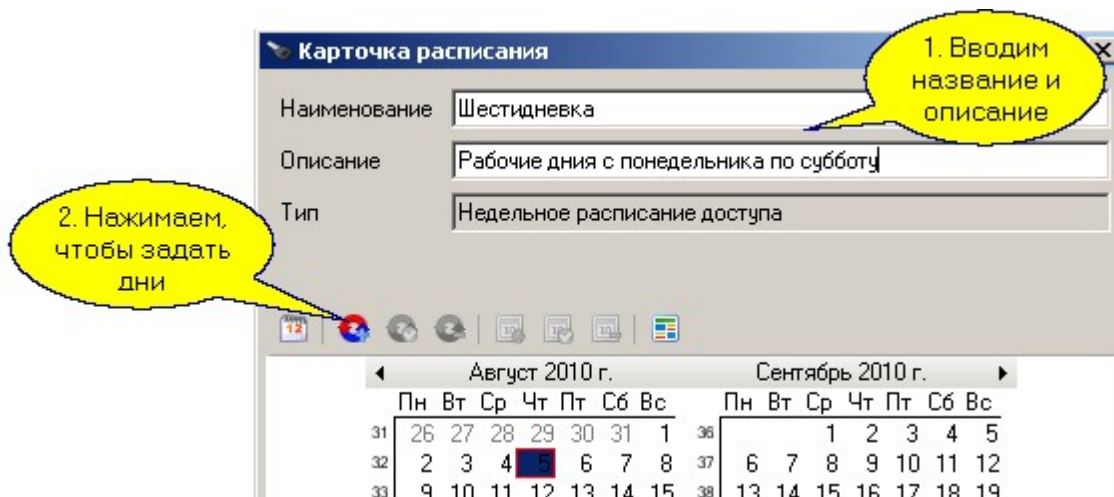 Карточка расписания
1. Вводим
название и
описание
Наименование Шестидневка
Описание Рабочие дния с понедельника по субботу
Тип Недельное расписание доступа
2. Нажимаем,
чтобы задать
дни
12
Август 2010 г. Сентябрь 2010 г.
Пн Вт Ср Чт Пт Сб Вс Пн Вт Ср Чт Пт Сб Вс
31 26 27 28 29 30 31 1 36 1 2 3 4 5
32 2 3 4 5 6 7 8 37 6 7 8 9 10 11 12
33 9 10 11 12 13 14 15 38 13 14 15 16 17 18 19